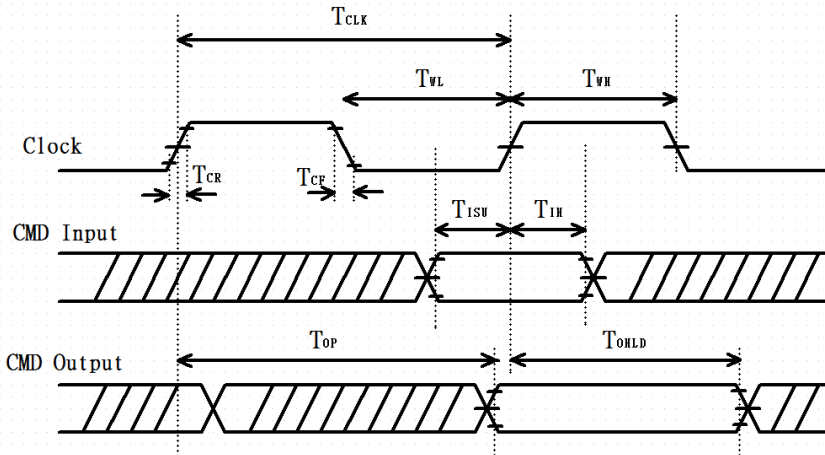 TCLK
TWL TWH
Clock
TCR TCF
TISU TIH
CMD Input
TOP TOHLD
CMD Output